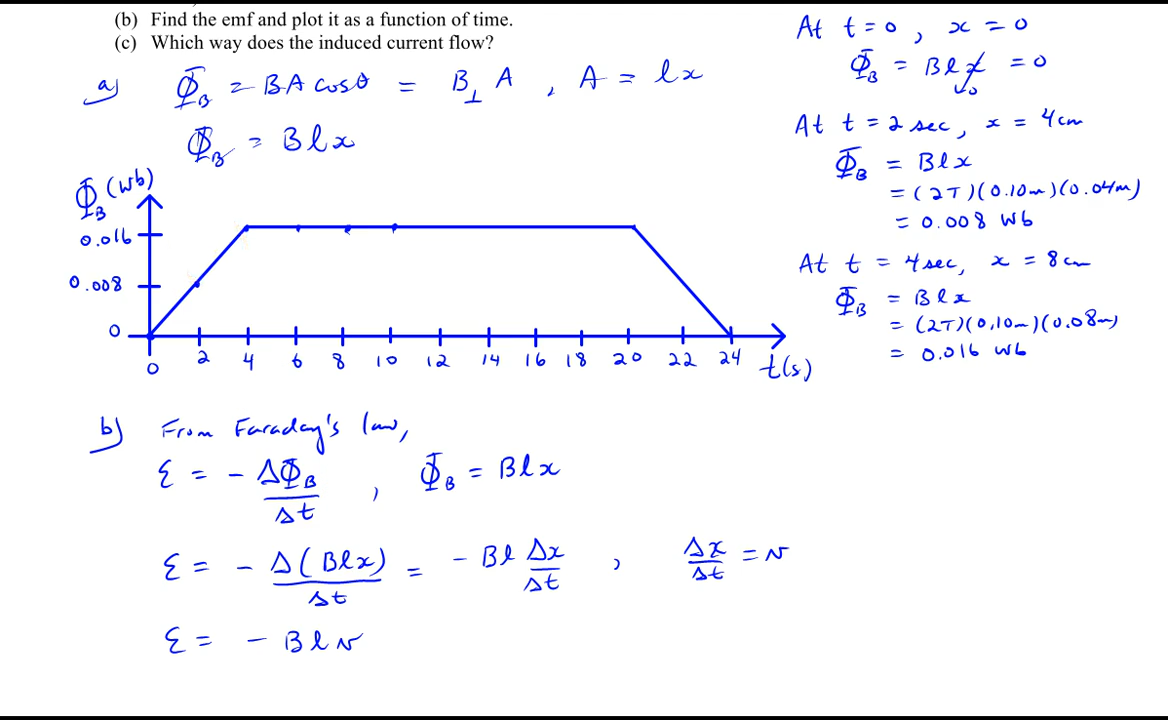 (b) Find the emf and plot it as a function of time.
(c) Which way does the induced current flow?
a) Φ_B = BA cosθ = B⊥ A , A = lx
Φ_B = Blx
Φ_B (Wb)
0.016
0.008
0
0 2 4 6 8 10 12 14 16 18 20 22 24 t(s)
At t = 0 , x = 0
Φ_B = Blx = 0
0
At t = 2 sec, x = 4 cm
Φ_B = Blx
= (2T)(0.10m)(0.04m)
= 0.008 Wb
At t = 4 sec, x = 8 cm
Φ_B = Blx
= (2T)(0.10m)(0.08m)
= 0.016 Wb
b) From Faraday's law,
ε = - ΔΦ_B/Δt , Φ_B = Blx
ε = - Δ(Blx)/Δt = - Bl Δx/Δt , Δx/Δt = v
ε = - Blv